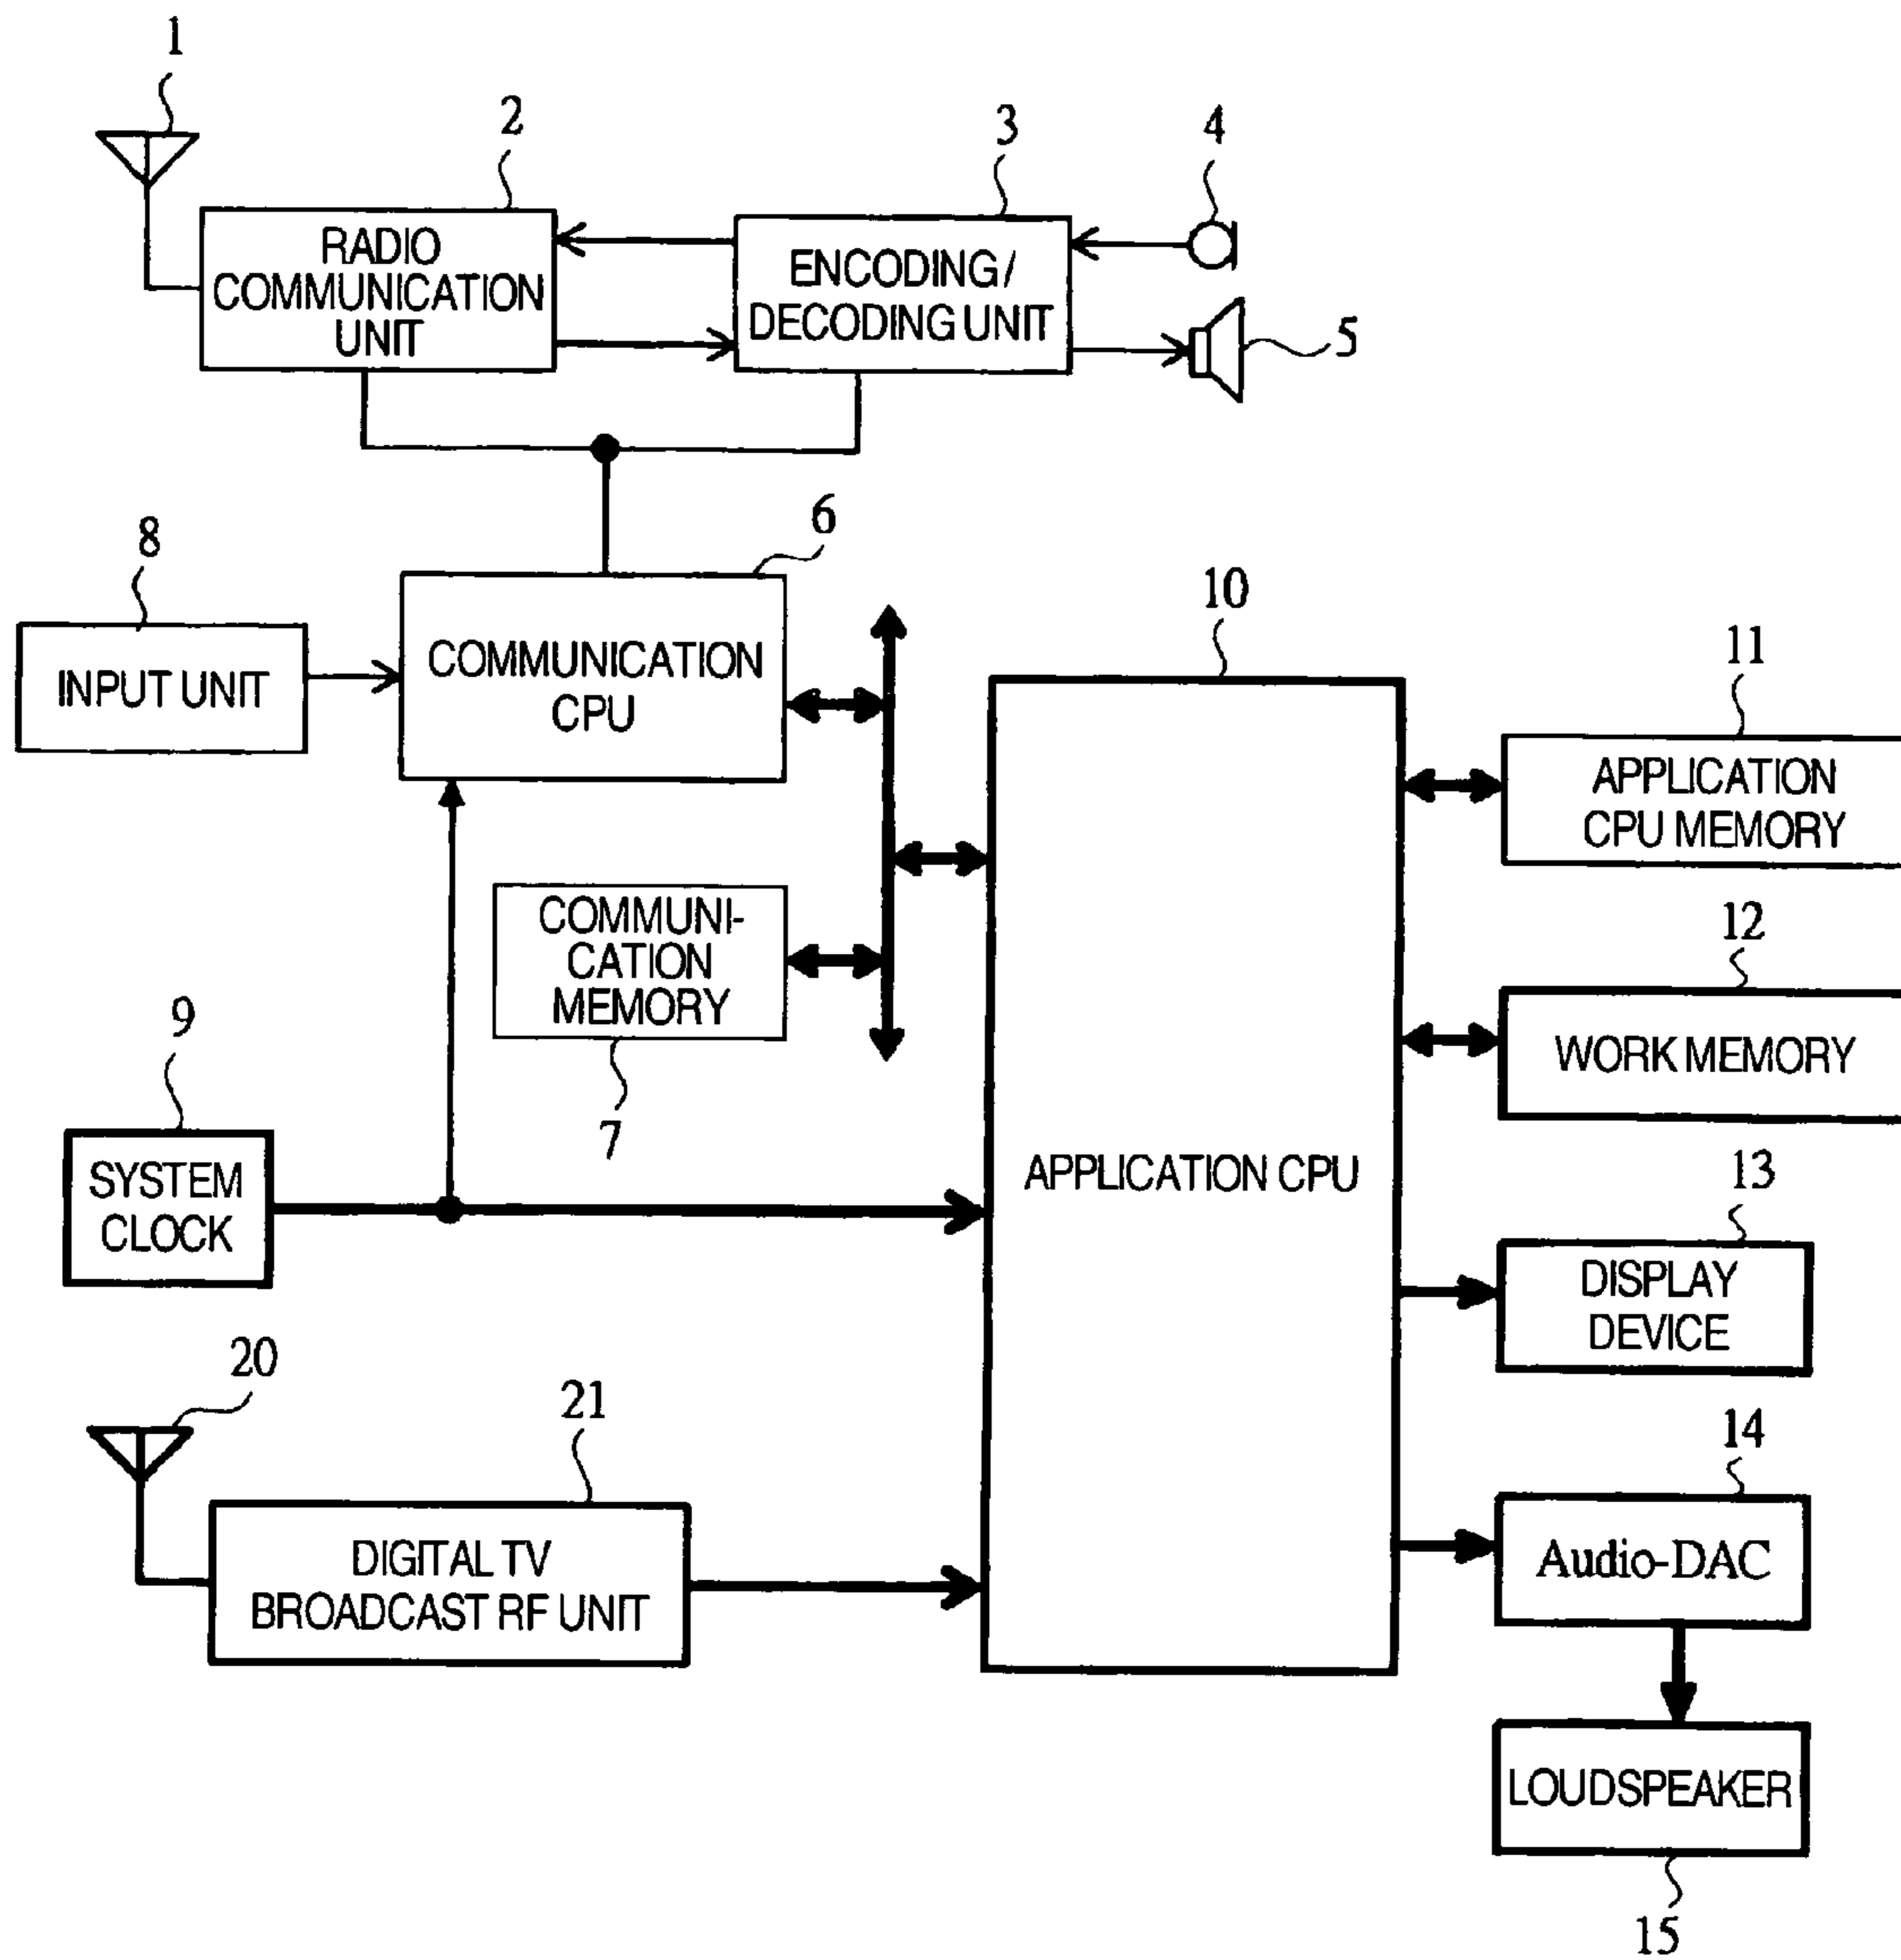 1
2
3
4
RADIO
COMMUNICATION
UNIT
ENCODING/
DECODING UNIT
5
6
8
COMMUNICATION
CPU
INPUT UNIT
10
11
APPLICATION
CPU MEMORY
COMMUNI-
CATION
MEMORY
12
WORK MEMORY
9
7
SYSTEM
CLOCK
APPLICATION CPU
13
DISPLAY
DEVICE
20
21
14
DIGITAL TV
BROADCAST RF UNIT
Audio-DAC
LOUDSPEAKER
15